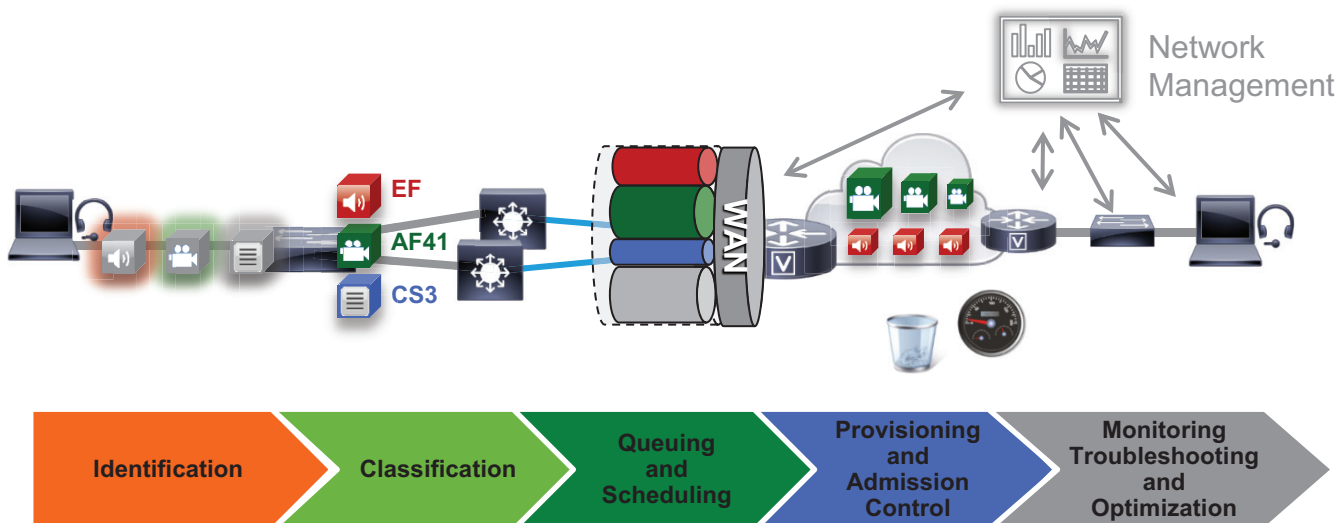 Network
Management
EF
AF41
CS3
WAN
V
V
Identification
Classification
Queuing
and
Scheduling
Provisioning
and
Admission
Control
Monitoring
Troubleshooting
and
Optimization